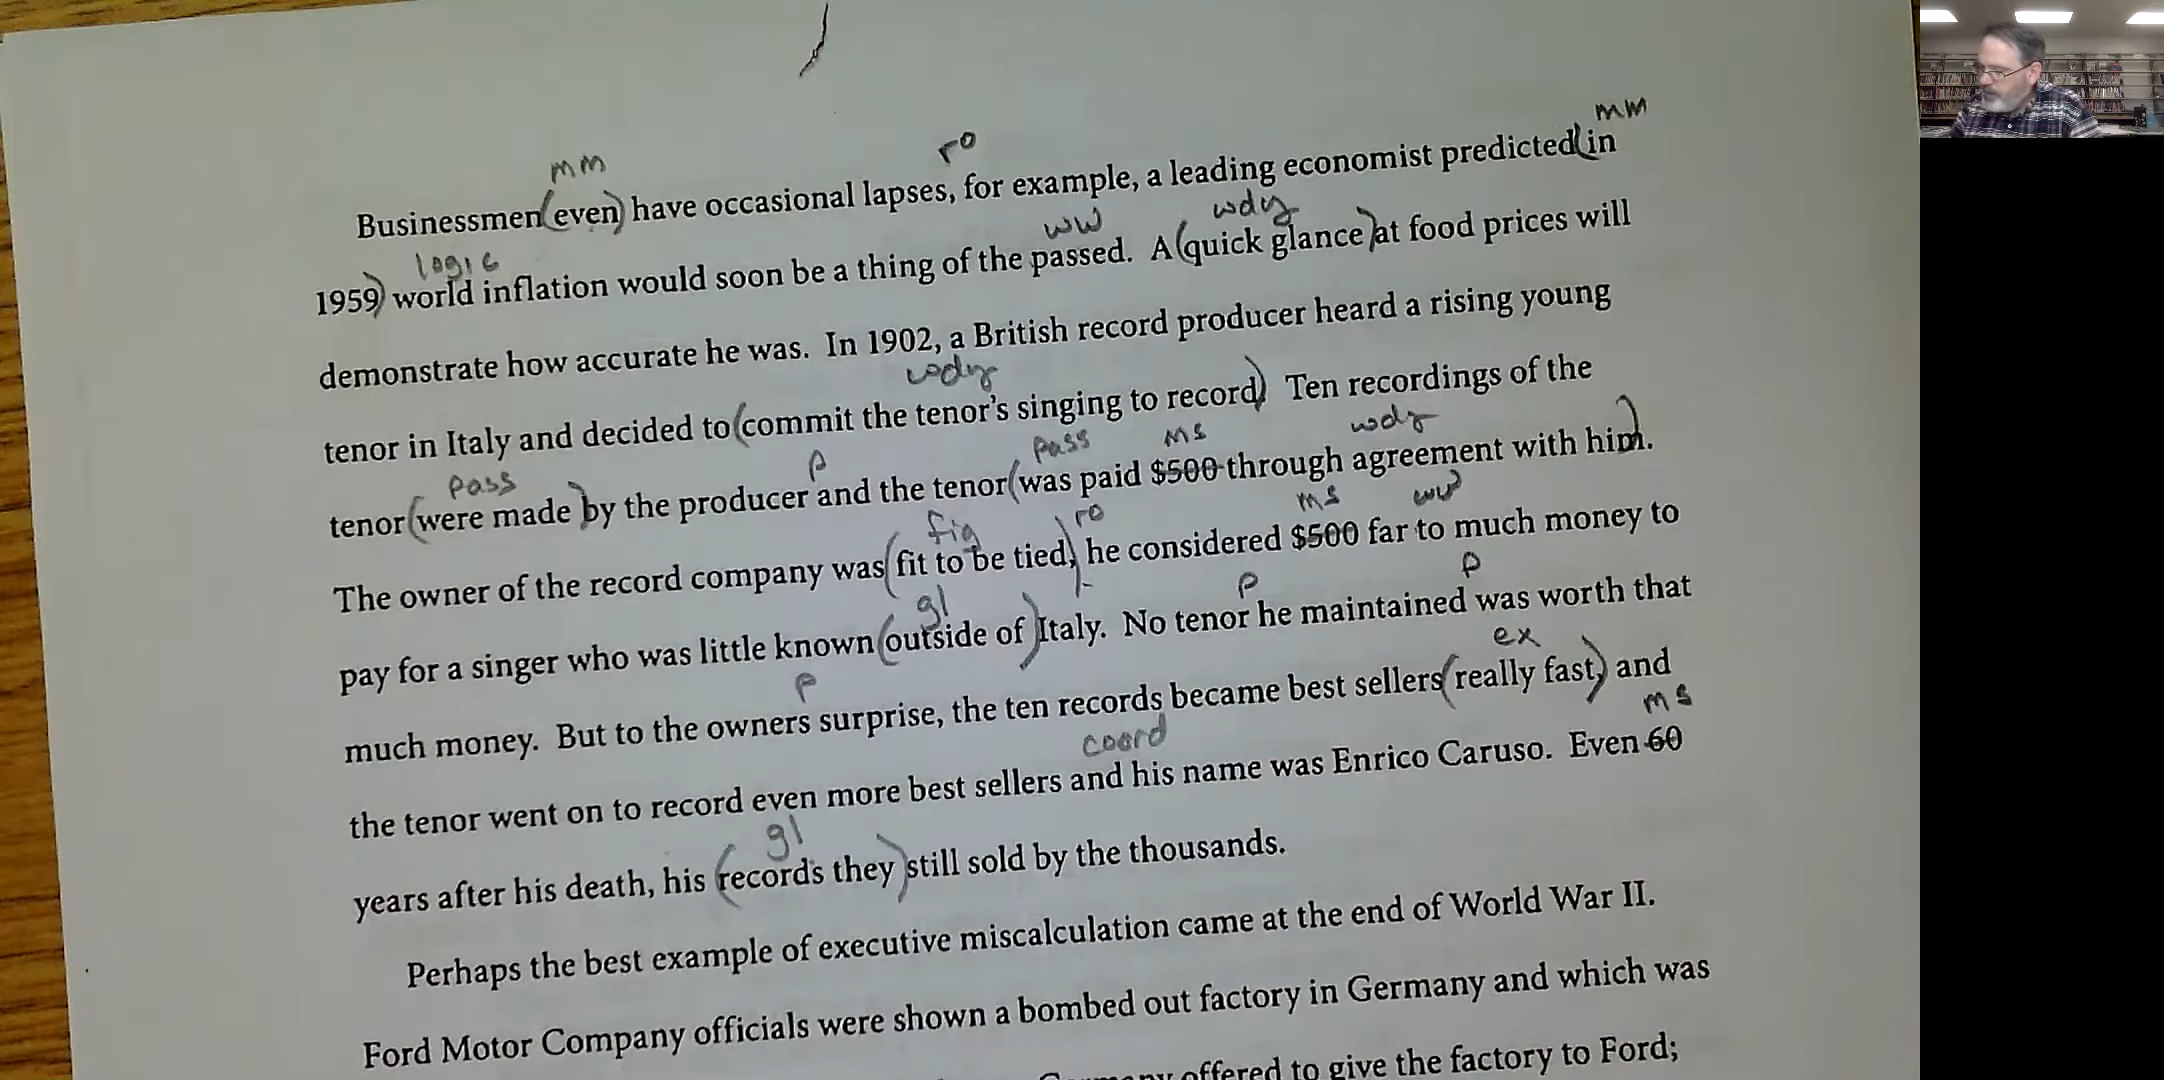 mm
ro
mm
Businessmen (even) have occasional lapses, for example, a leading economist predicted (in
logic
ww
wdy
1959) world inflation would soon be a thing of the passed. A (quick glance) at food prices will
demonstrate how accurate he was. In 1902, a British record producer heard a rising young
wdy
tenor in Italy and decided to (commit the tenor's singing to record) Ten recordings of the
pass
p
pass
ms
wdy
tenor (were made) by the producer and the tenor (was paid $500 through agreement with him).
fig
ro
ms
ww
The owner of the record company was (fit to be tied,) he considered $500 far to much money to
gl
p
p
pay for a singer who was little known (outside of) Italy. No tenor he maintained was worth that
p
ex
much money. But to the owners surprise, the ten records became best sellers (really fast,) and
coord
ms
the tenor went on to record even more best sellers and his name was Enrico Caruso. Even 60
gl
years after his death, his (records they) still sold by the thousands.
Perhaps the best example of executive miscalculation came at the end of World War II.
Ford Motor Company officials were shown a bombed out factory in Germany and which was
offered to give the factory to Ford;